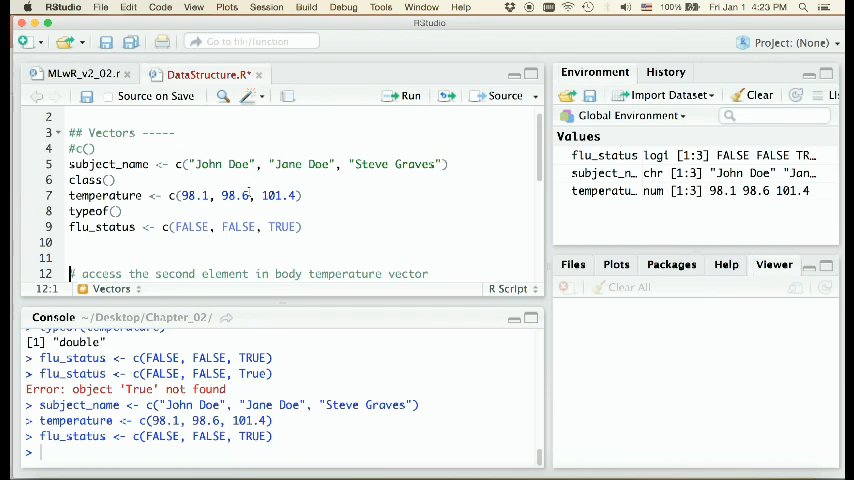 RStudio File Edit Code View Plots Session Build Debug Tools Window Help 100% Fri Jan 1 4:23 PM
RStudio
Go to file/function Project: (None)
MLwR_v2_02.r DataStructure.R*
Source on Save Run Source
2
3 ## Vectors -----
4 #c()
5 subject_name <- c("John Doe", "Jane Doe", "Steve Graves")
6 class()
7 temperature <- c(98.1, 98.6, 101.4)
8 typeof()
9 flu_status <- c(FALSE, FALSE, TRUE)
10
11
12 # access the second element in body temperature vector
12:1 Vectors R Script
Console ~/Desktop/Chapter_02/
typeof(temperature)
[1] "double"
> flu_status <- c(FALSE, FALSE, TRUE)
> flu_status <- c(FALSE, FALSE, True)
Error: object 'True' not found
> subject_name <- c("John Doe", "Jane Doe", "Steve Graves")
> temperature <- c(98.1, 98.6, 101.4)
> flu_status <- c(FALSE, FALSE, TRUE)
>
Environment History
Import Dataset Clear Lis
Global Environment
Values
flu_status logi [1:3] FALSE FALSE TR…
subject_n… chr [1:3] "John Doe" "Jan…
temperatu… num [1:3] 98.1 98.6 101.4
Files Plots Packages Help Viewer
Clear All